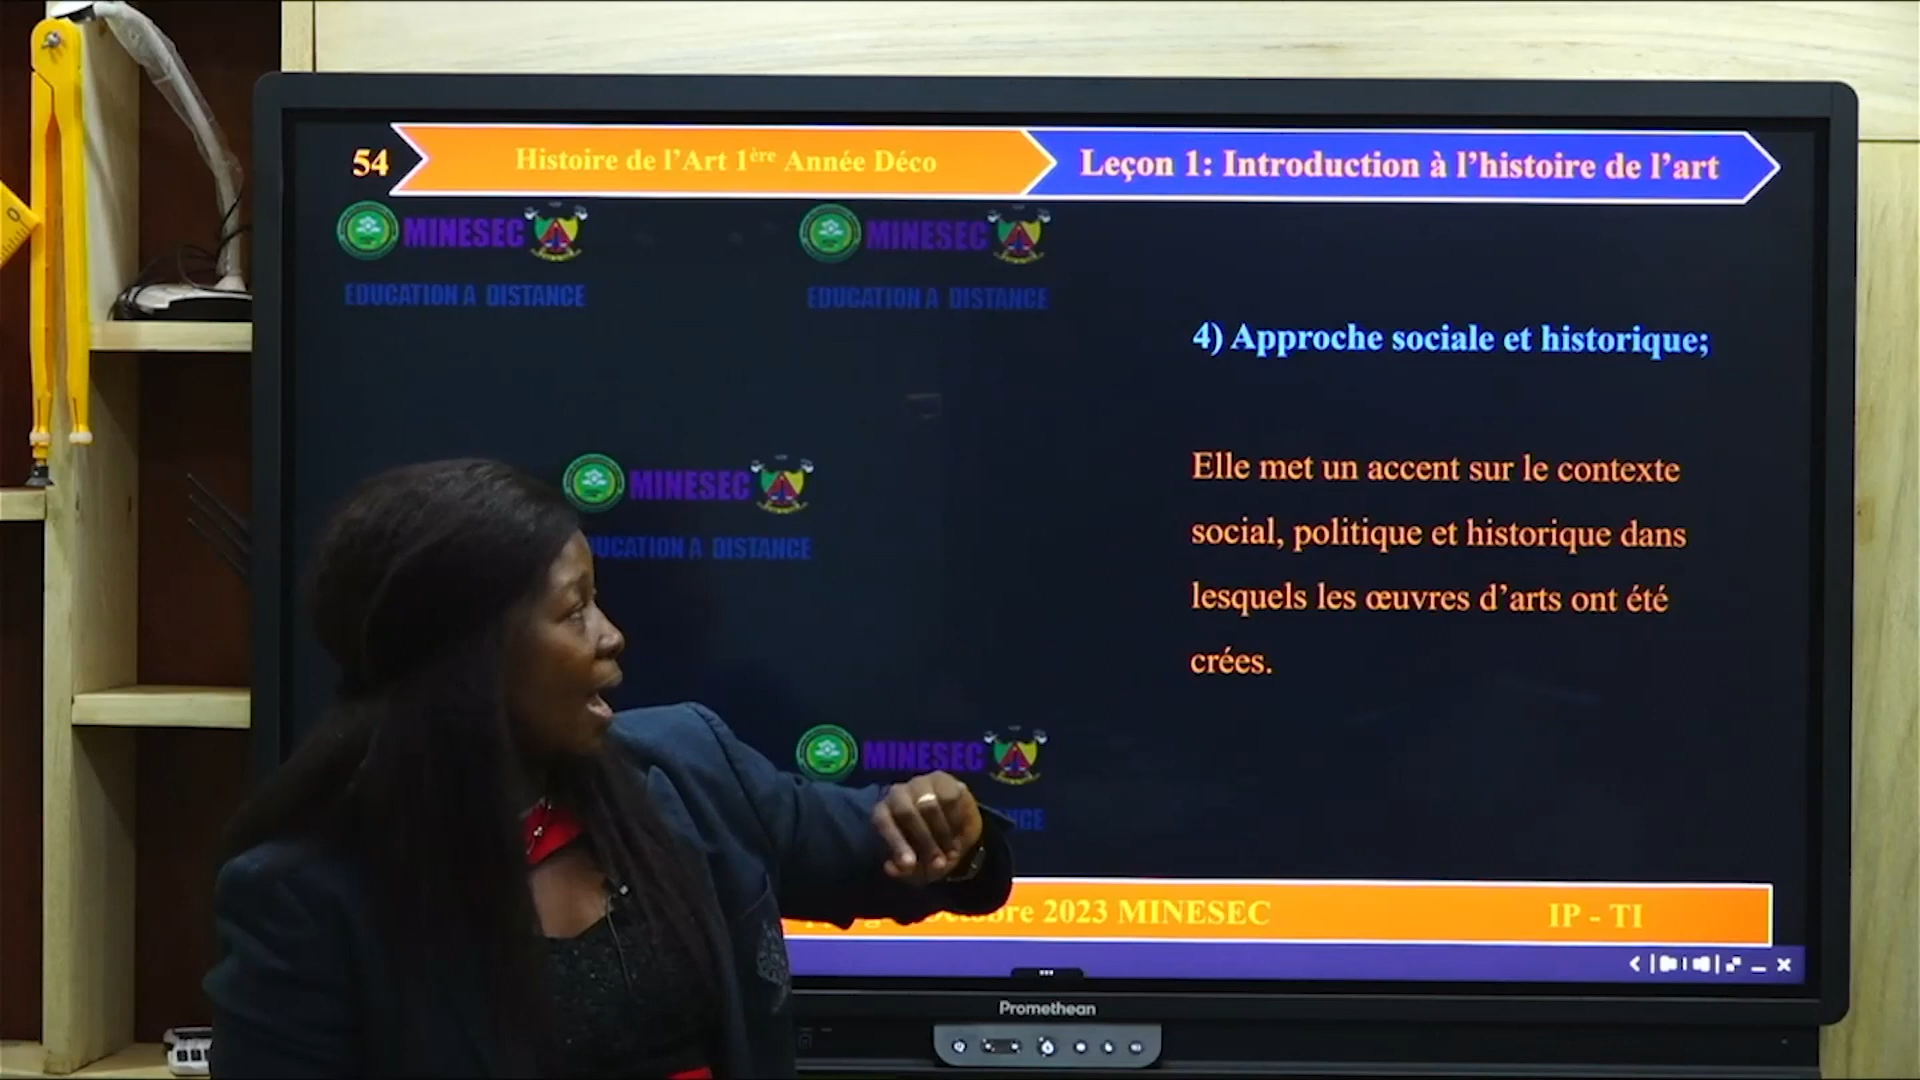 54
Histoire de l’Art 1ère Année Déco
Leçon 1: Introduction à l’histoire de l’art
MINESEC
EDUCATION A DISTANCE
MINESEC
EDUCATION A DISTANCE
4) Approche sociale et historique;
Elle met un accent sur le contexte
social, politique et historique dans
lesquels les œuvres d’arts ont été
crées.
MINESEC
DISTANCE
MINESEC
2023 MINESEC
IP - TI
Promethean
0